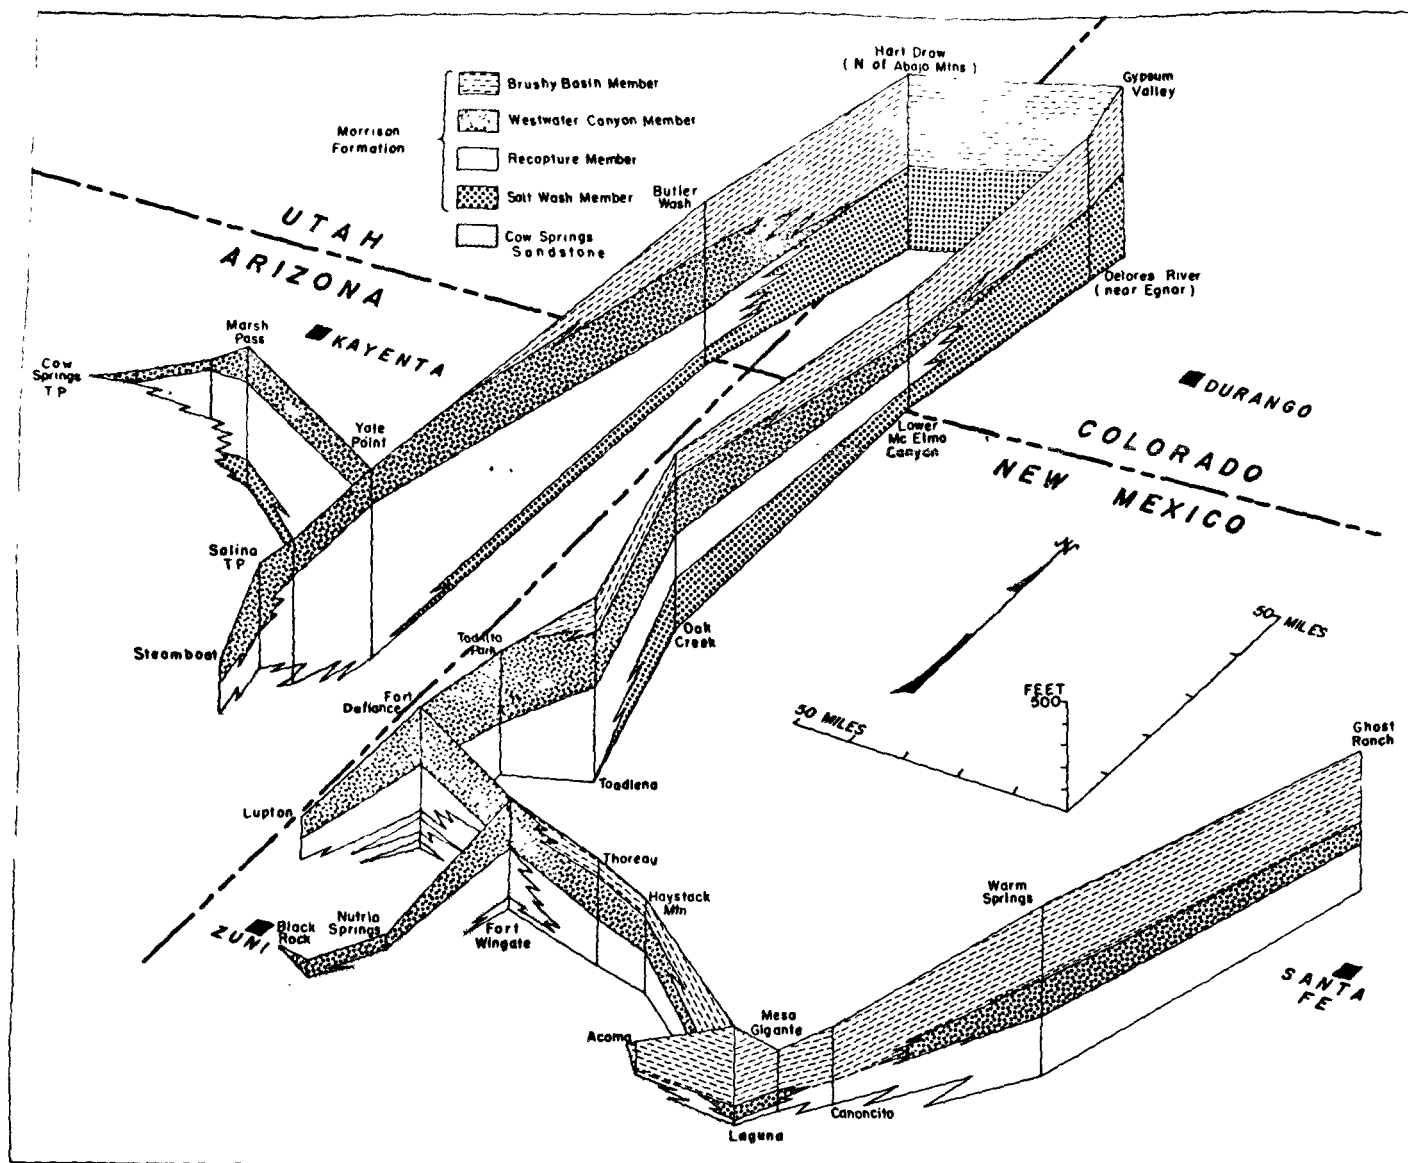 Hart Draw
( N of Abajo Mtns )
Gypsum
Valley
Morrison
Formation
Brushy Basin Member
Westwater Canyon Member
Recapture Member
Salt Wash Member
Cow Springs
Sandstone
Butler
Wash
UTAH
ARIZONA
KAYENTA
Marsh
Pass
Cow
Springs
T P
Yale
Point
Delores River
( near Egnar )
DURANGO
COLORADO
NEW MEXICO
Lower
Mc Elmo
Canyon
Salina
T P
Steamboat
Todilto
Park
Oak
Creek
Fort
Defiance
Toadlena
Lupton
N
50 MILES
FEET
500
50 MILES
Ghost
Ranch
Thoreau
Haystack
Mtn
Warm
Springs
Black
Rock
Nutria
Springs
ZUNI
Fort
Wingate
SANTA
FE
Acoma
Mesa
Gigante
Canoncito
Laguna